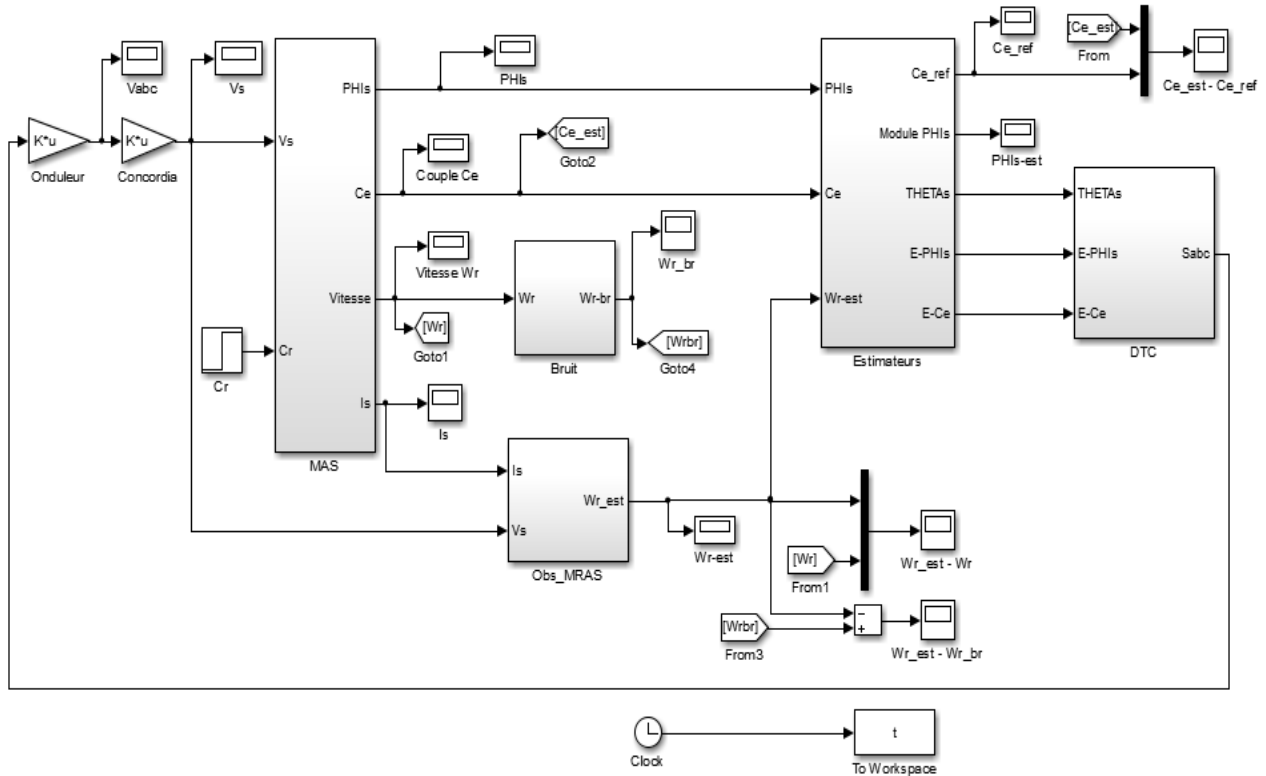 Ce_ref
[Ce_est]
From
Ce_est - Ce_ref
Vabc
Vs
PHIs
K*u
Onduleur
K*u
Concordia
Vs
PHIs
Ce
Vitesse
Cr
Is
MAS
Cr
[Ce_est]
Goto2
Couple Ce
Vitesse Wr
[Wr]
Goto1
Wr
Wr-br
Bruit
Wr_br
[Wrbr]
Goto4
Is
PHIs
Ce
Wr-est
Ce_ref
Module PHIs
THETAs
E-PHIs
E-Ce
Estimateurs
PHIs-est
THETAs
E-PHIs
E-Ce
Sabc
DTC
Is
Vs
Wr_est
Obs_MRAS
Wr-est
[Wr]
From1
Wr_est - Wr
[Wrbr]
From3
−
+
Wr_est - Wr_br
Clock
t
To Workspace